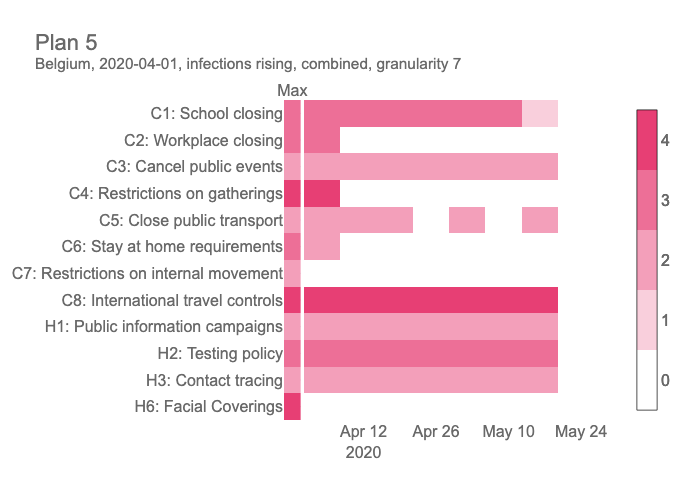 Plan 5
Belgium, 2020-04-01, infections rising, combined, granularity 7
Max
C1: School closing
C2: Workplace closing
C3: Cancel public events
C4: Restrictions on gatherings
C5: Close public transport
C6: Stay at home requirements
C7: Restrictions on internal movement
C8: International travel controls
H1: Public information campaigns
H2: Testing policy
H3: Contact tracing
H6: Facial Coverings
Apr 12 Apr 26 May 10 May 24
2020
4
3
2
1
0